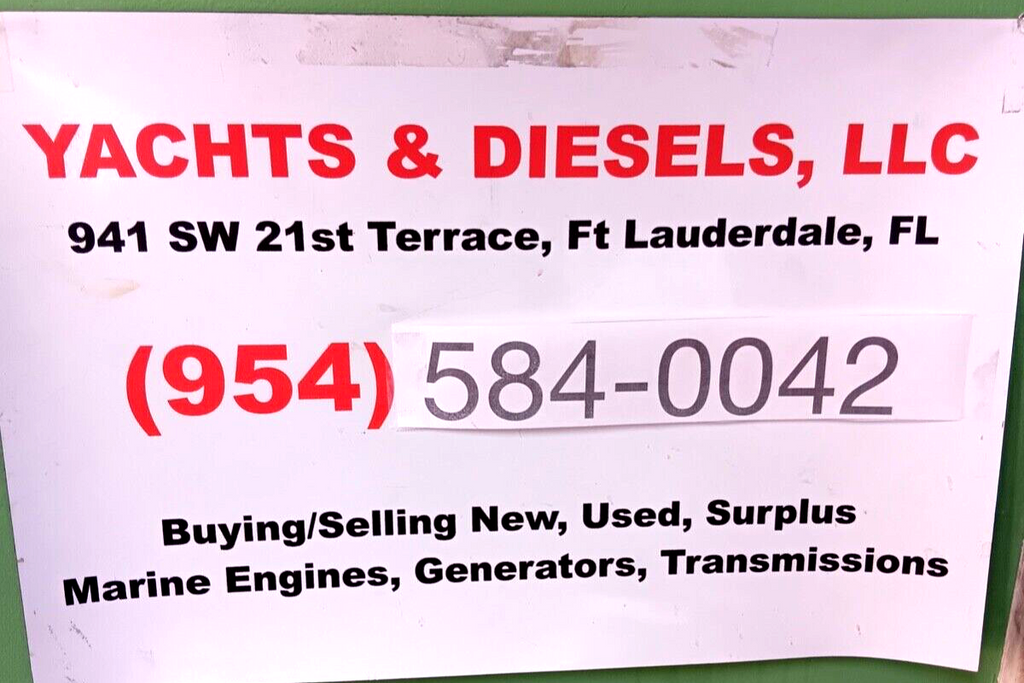 YACHTS & DIESELS, LLC
941 SW 21st Terrace, Ft Lauderdale, FL
(954) 584-0042
Buying/Selling New, Used, Surplus
Marine Engines, Generators, Transmissions